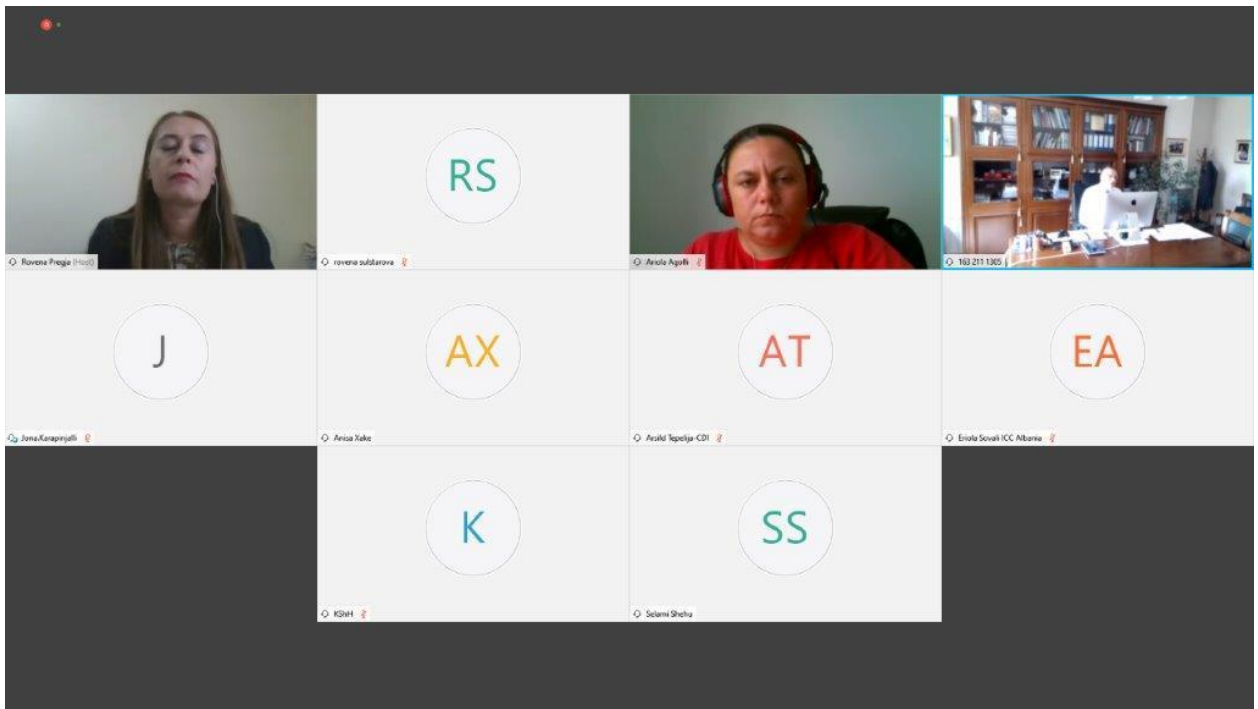 Rovena Pregja (Host)
RS
rovena sulstarova
Ariola Agolli
163 211 1305
J
Jona.Karapinjalli
AX
Anisa Xake
AT
Arsild Tepelija-CDI
EA
Eriola Sovali ICC Albania
K
KShH
SS
Selami Shehu